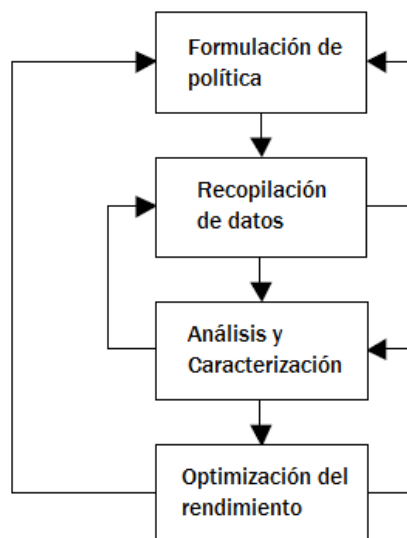 Formulación de
política
Recopilación
de datos
Análisis y
Caracterización
Optimización del
rendimiento